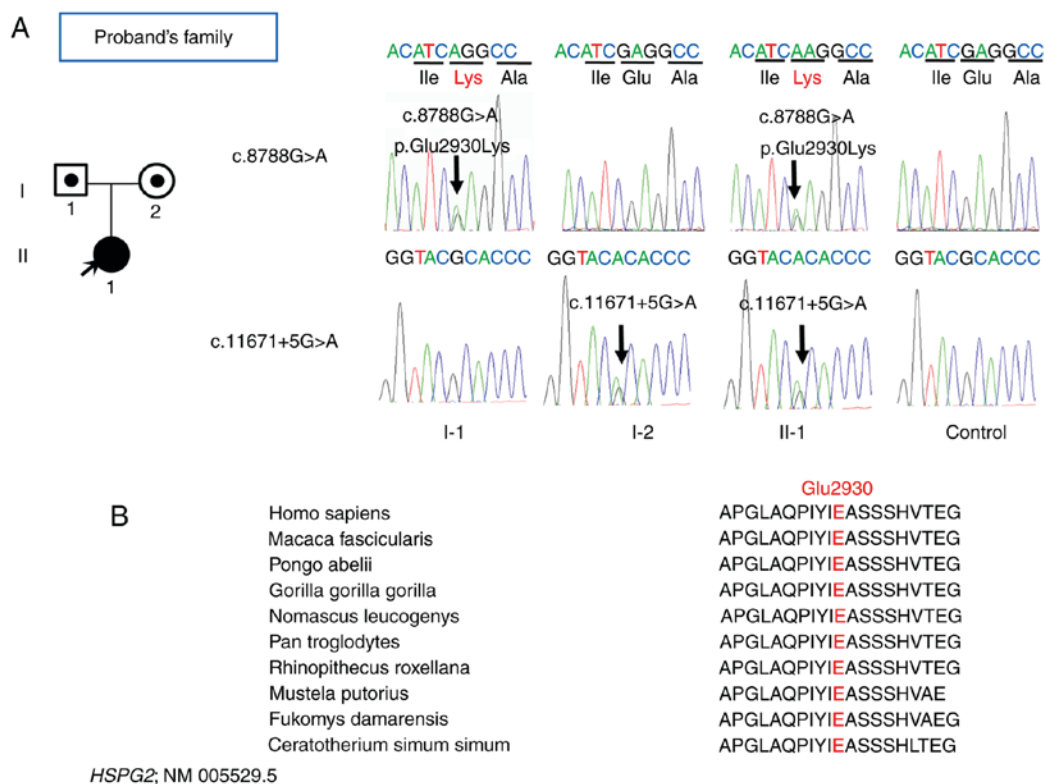 A
Proband's family
ACATCAGGCC ACATCGAGGCC ACATCAAGGCC ACATCGAGGCC
Ile Lys Ala Ile Glu Ala Ile Lys Ala Ile Glu Ala
c.8788G>A c.8788G>A
c.8788G>A p.Glu2930Lys p.Glu2930Lys
I
1 2
II
1
GGTACGCACCC GGTACACACCC GGTACACACCC GGTACGCACCC
c.11671+5G>A c.11671+5G>A c.11671+5G>A
I-1 I-2 II-1 Control
B
Glu2930
Homo sapiens APGLAQPIYIEASSSHVTEG
Macaca fascicularis APGLAQPIYIEASSSHVTEG
Pongo abelii APGLAQPIYIEASSSHVTEG
Gorilla gorilla gorilla APGLAQPIYIEASSSHVTEG
Nomascus leucogenys APGLAQPIYIEASSSHVTEG
Pan troglodytes APGLAQPIYIEASSSHVTEG
Rhinopithecus roxellana APGLAQPIYIEASSSHVTEG
Mustela putorius APGLAQPIYIEASSSHVAE
Fukomys damarensis APGLAQPIYIEASSSHVAEG
Ceratotherium simum simum APGLAQPIYIEASSSHLTEG
HSPG2; NM 005529.5